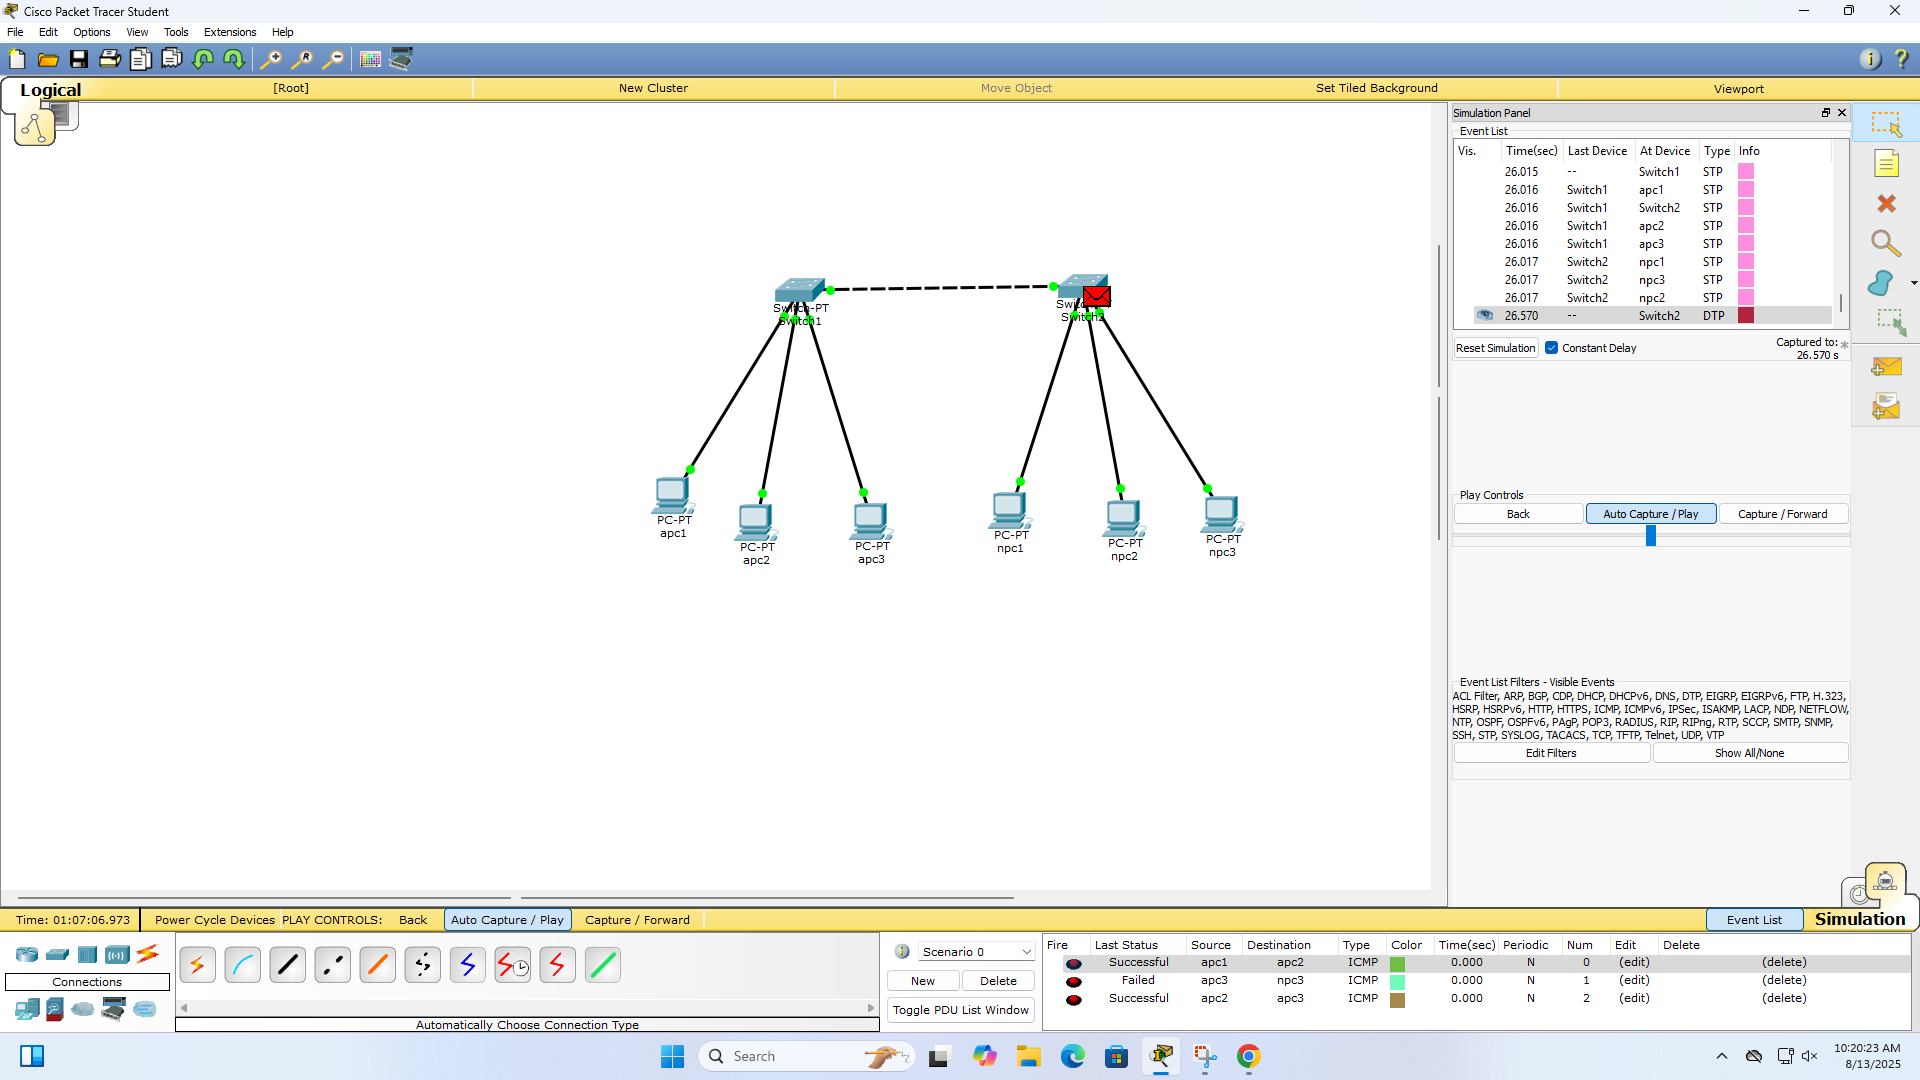 Cisco Packet Tracer Student
File Edit Options View Tools Extensions Help
Logical [Root] New Cluster Move Object Set Tiled Background Viewport
Simulation Panel
Event List
Vis. Time(sec) Last Device At Device Type Info
26.015 -- Switch1 STP
26.016 Switch1 apc1 STP
26.016 Switch1 Switch2 STP
26.016 Switch1 apc2 STP
26.016 Switch1 apc3 STP
26.017 Switch2 npc1 STP
26.017 Switch2 npc3 STP
26.017 Switch2 npc2 STP
26.570 -- Switch2 DTP
Reset Simulation Constant Delay Captured to: *
26.570 s
Switch-PT
Switch1
Switch2
PC-PT
apc1
PC-PT
apc2
PC-PT
apc3
PC-PT
npc1
PC-PT
npc2
PC-PT
npc3
Play Controls
Back Auto Capture / Play Capture / Forward
Event List Filters - Visible Events
ACL Filter, ARP, BGP, CDP, DHCP, DHCPv6, DNS, DTP, EIGRP, EIGRPv6, FTP, H.323,
HSRP, HSRPv6, HTTP, HTTPS, ICMP, ICMPv6, IPSec, ISAKMP, LACP, NDP, NETFLOW,
NTP, OSPF, OSPFv6, PAgP, POP3, RADIUS, RIP, RIPng, RTP, SCCP, SMTP, SNMP,
SSH, STP, SYSLOG, TACACS, TCP, TFTP, Telnet, UDP, VTP
Edit Filters Show All/None
Time: 01:07:06.973 Power Cycle Devices PLAY CONTROLS: Back Auto Capture / Play Capture / Forward Event List Simulation
Connections
Automatically Choose Connection Type
Scenario 0
New Delete
Toggle PDU List Window
Fire Last Status Source Destination Type Color Time(sec) Periodic Num Edit Delete
Successful apc1 apc2 ICMP 0.000 N 0 (edit) (delete)
Failed apc3 npc3 ICMP 0.000 N 1 (edit) (delete)
Successful apc2 apc3 ICMP 0.000 N 2 (edit) (delete)
Search
10:20:23 AM
8/13/2025